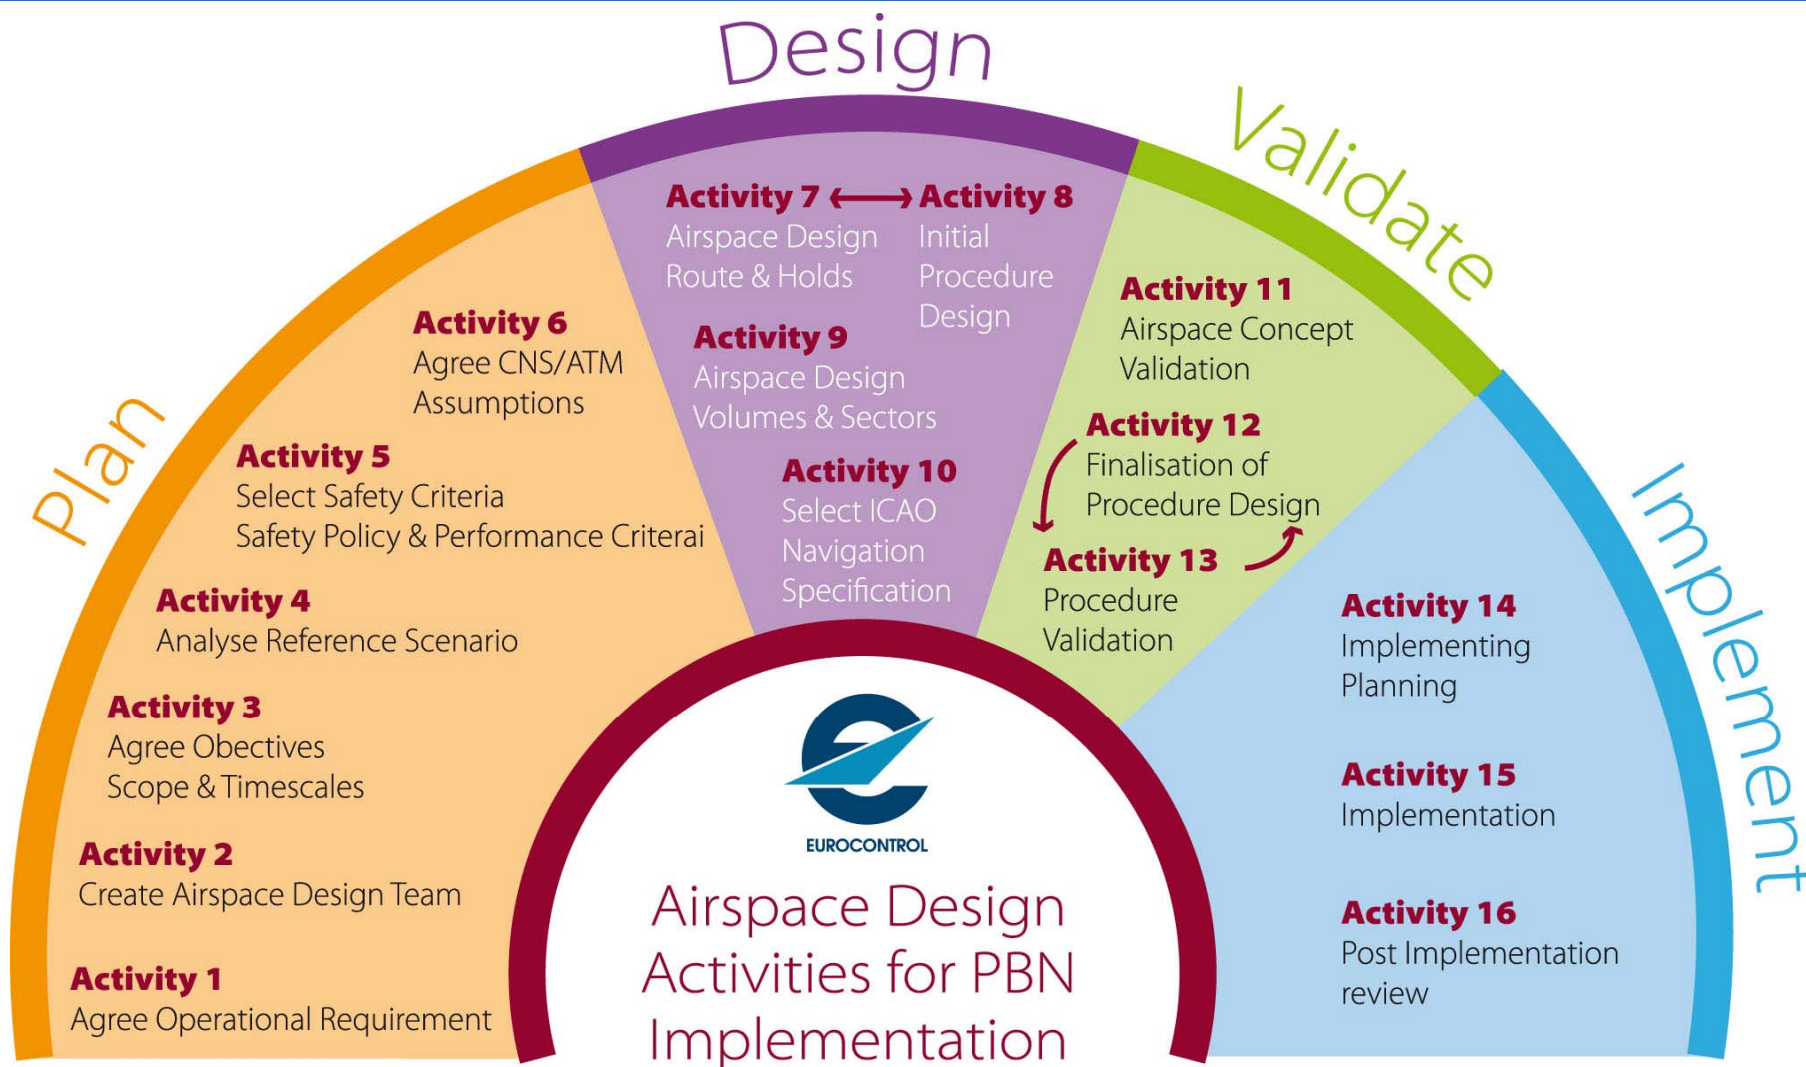 Plan
Activity 1
Agree Operational Requirement
Activity 2
Create Airspace Design Team
Activity 3
Agree Obectives
Scope & Timescales
Activity 4
Analyse Reference Scenario
Activity 5
Select Safety Criteria
Safety Policy & Performance Criterai
Activity 6
Agree CNS/ATM
Assumptions
Design
Activity 7
Airspace Design
Route & Holds
Activity 8
Initial
Procedure
Design
Activity 9
Airspace Design
Volumes & Sectors
Activity 10
Select ICAO
Navigation
Specification
Validate
Activity 11
Airspace Concept
Validation
Activity 12
Finalisation of
Procedure Design
Activity 13
Procedure
Validation
Implement
Activity 14
Implementing
Planning
Activity 15
Implementation
Activity 16
Post Implementation
review
EUROCONTROL
Airspace Design
Activities for PBN
Implementation